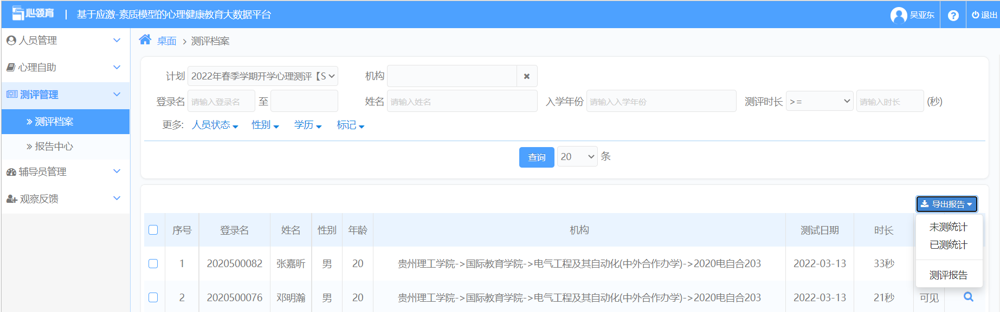 心领育 | 基于应激-素质模型的心理健康教育大数据平台 吴亚东 退出
人员管理
心理自助
测评管理
测评档案
报告中心
辅导员管理
观察反馈
桌面 > 测评档案
计划 2022年春季学期开学心理测评【S 机构
登录名 请输入登录名 至 姓名 请输入姓名 入学年份 请输入入学年份 测评时长 >= 请输入时长 (秒)
更多: 人员状态 性别 学历 标记
查询 20 条
导出报告
未测统计
已测统计
测评报告
序号 登录名 姓名 性别 年龄 机构 测试日期 时长
1 2020500082 张嘉昕 男 20 贵州理工学院->国际教育学院->电气工程及其自动化(中外合作办学)->2020电自合203 2022-03-13 33秒
2 2020500076 邓明瀚 男 20 贵州理工学院->国际教育学院->电气工程及其自动化(中外合作办学)->2020电自合203 2022-03-13 21秒 可见